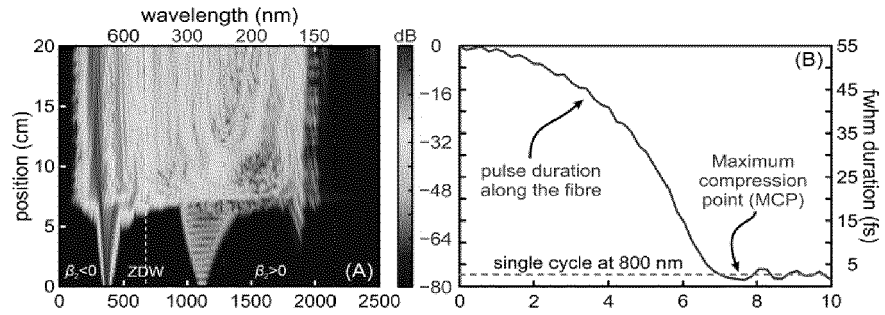 wavelength (nm)
600 300 200 150
20
15
10
5
0
position (cm)
β₂<0
ZDW
β₂>0
(A)
0 500 1000 1500 2000 2500
dB
0
−16
−32
−48
−64
−80
(B)
pulse duration
along the fibre
Maximum
compression
point (MCP)
single cycle at 800 nm
0 2 4 6 8 10
55
45
35
25
15
5
fwhm duration (fs)